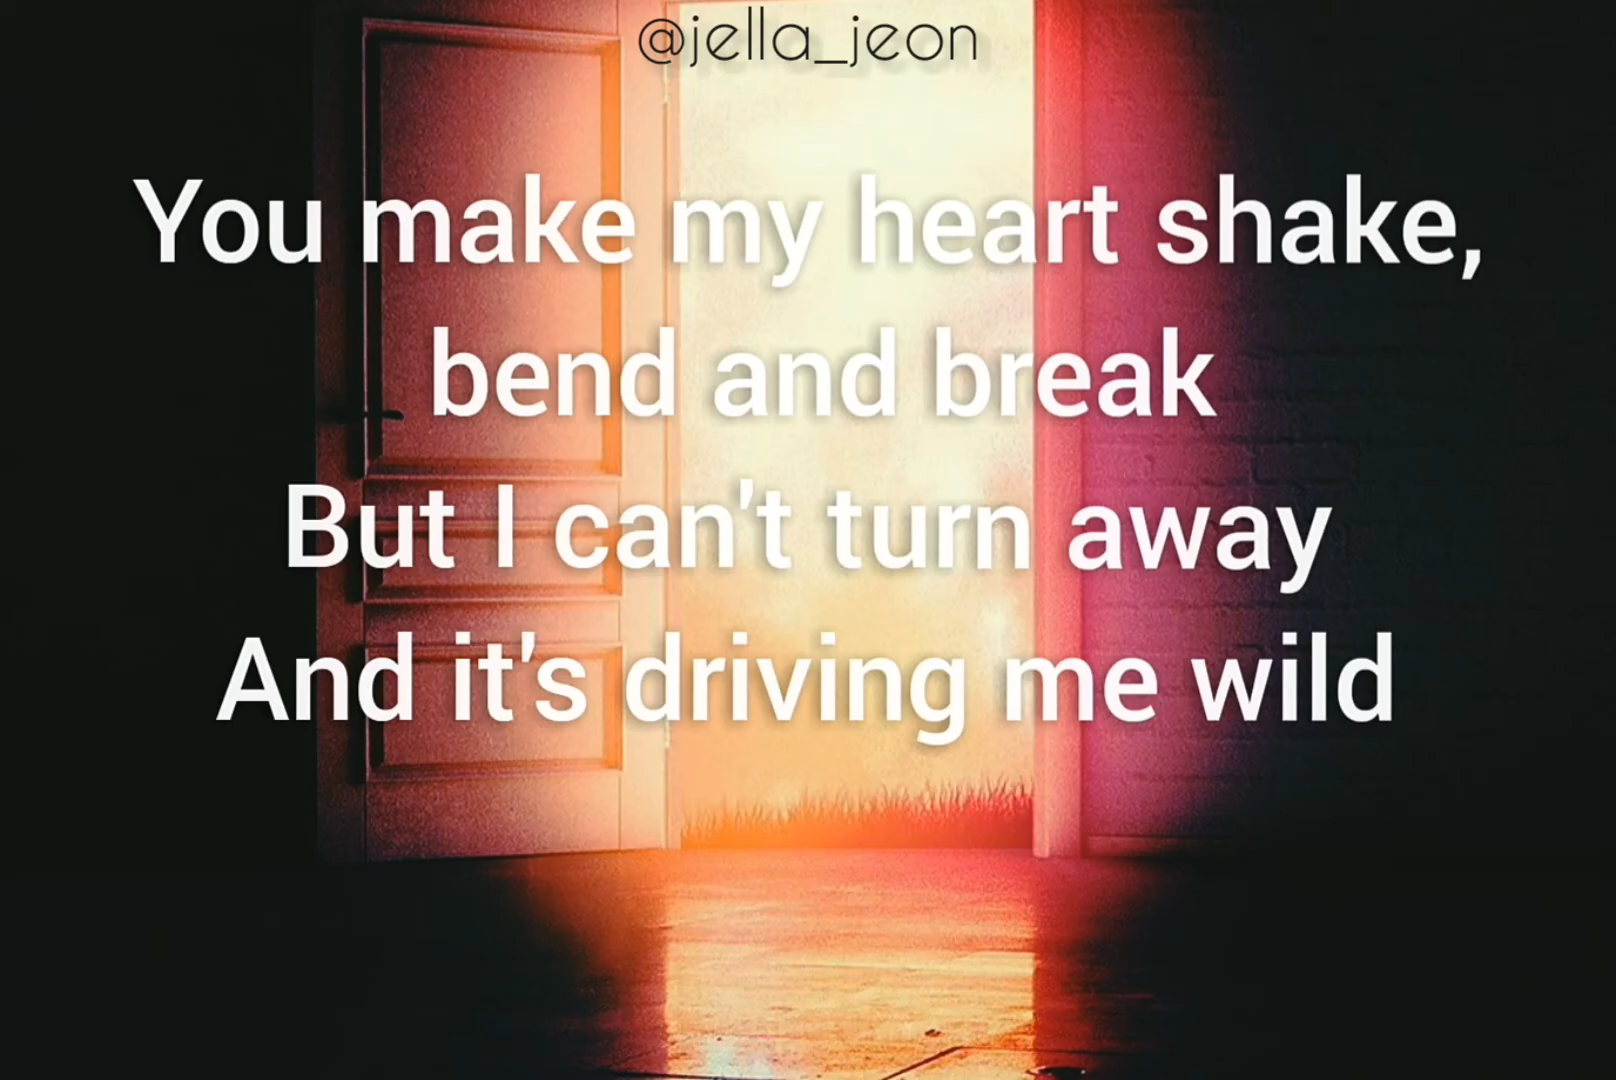 @jella_jeon
You make my heart shake,
bend and break
But I can't turn away
And it's driving me wild